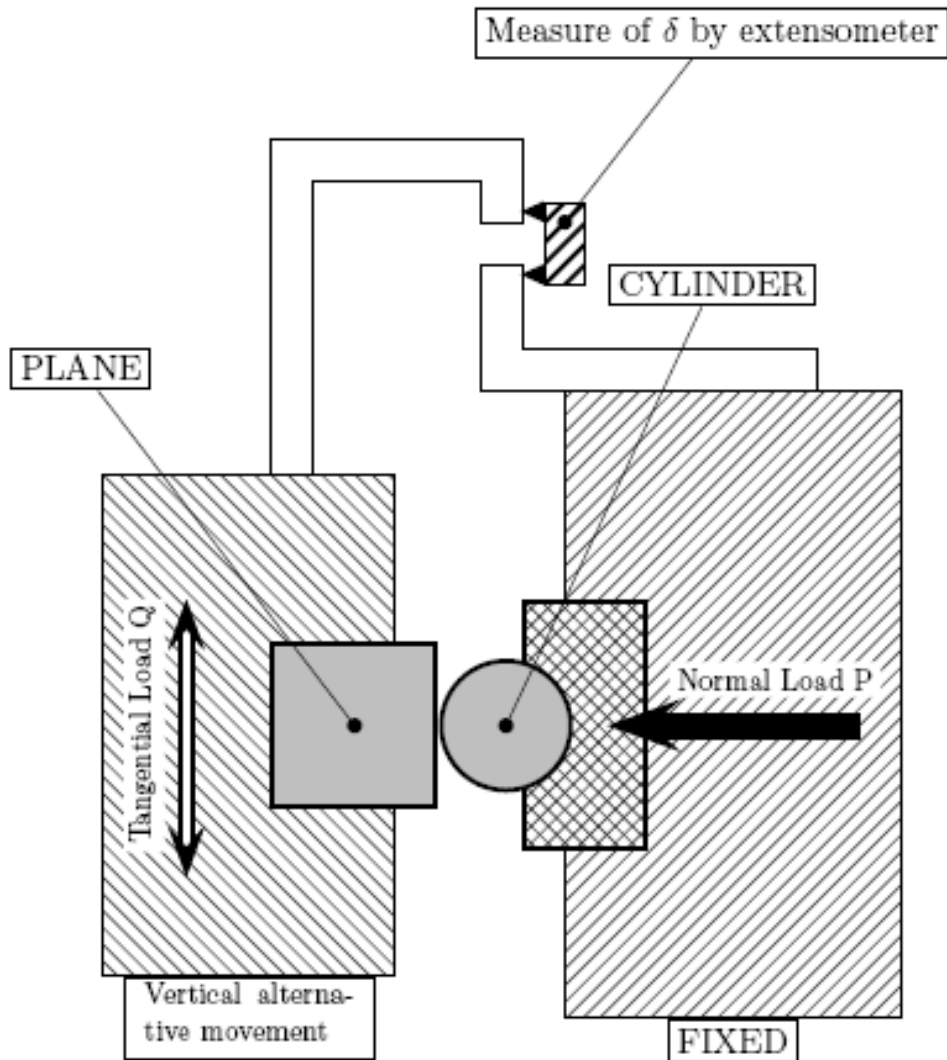 Measure of δ by extensometer
CYLINDER
PLANE
Tangential Load Q
Normal Load P
Vertical alterna-
tive movement
FIXED